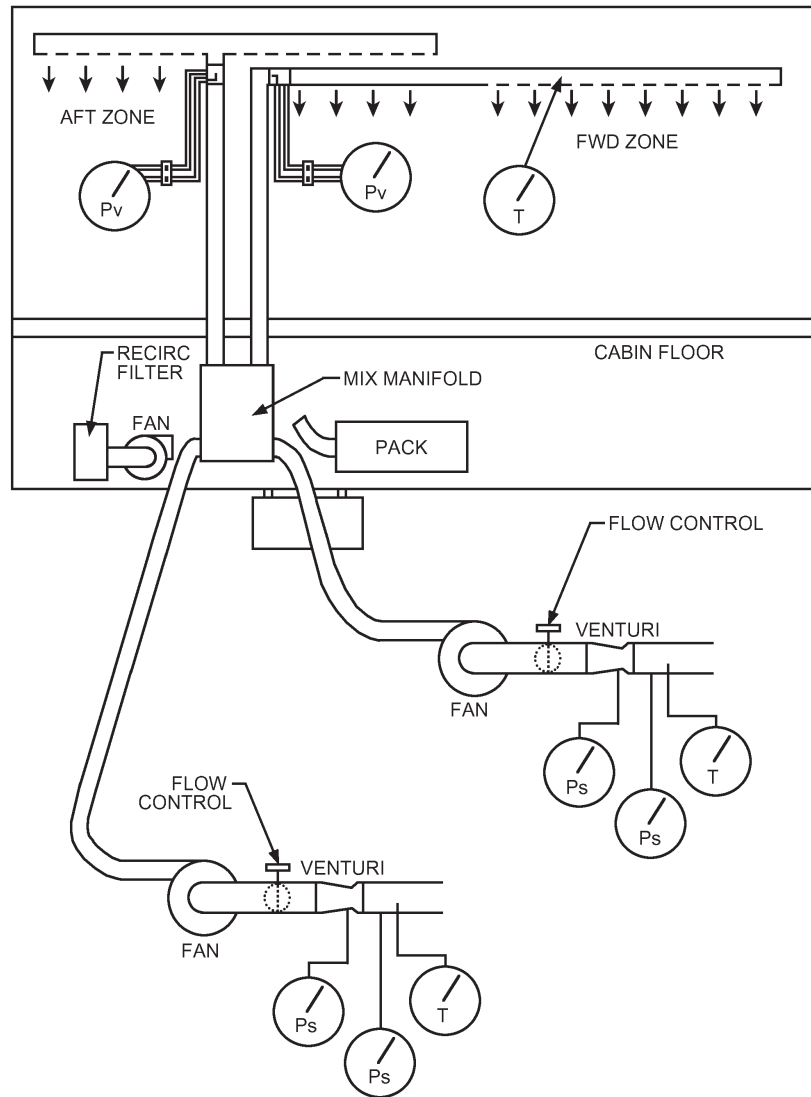 AFT ZONE
FWD ZONE
Pv
Pv
T
CABIN FLOOR
RECIRC
FILTER
MIX MANIFOLD
FAN
PACK
FLOW CONTROL
VENTURI
FAN
Ps
T
Ps
FLOW
CONTROL
VENTURI
FAN
Ps
T
Ps